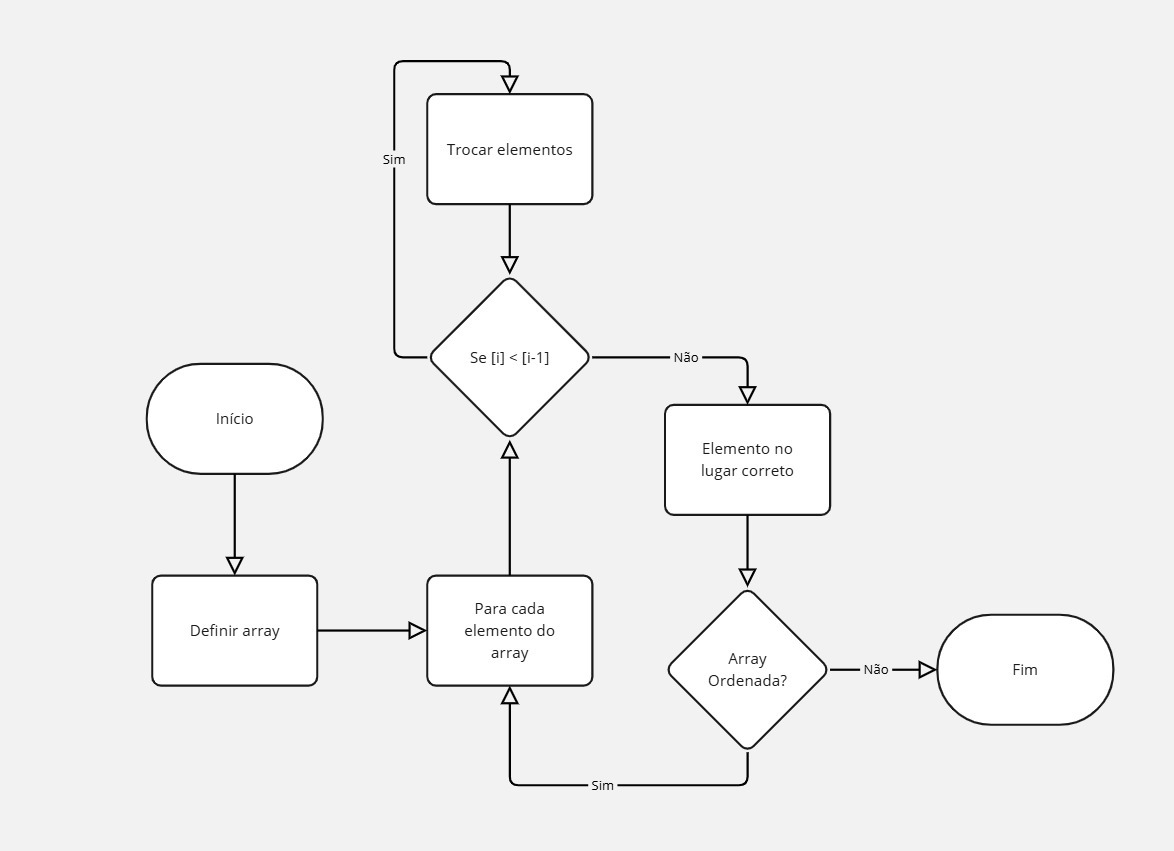 Trocar elementos
Sim
Se [i] < [i-1]
Não
Início
Elemento no
lugar correto
Definir array
Para cada
elemento do
array
Array
Ordenada?
Não
Fim
Sim